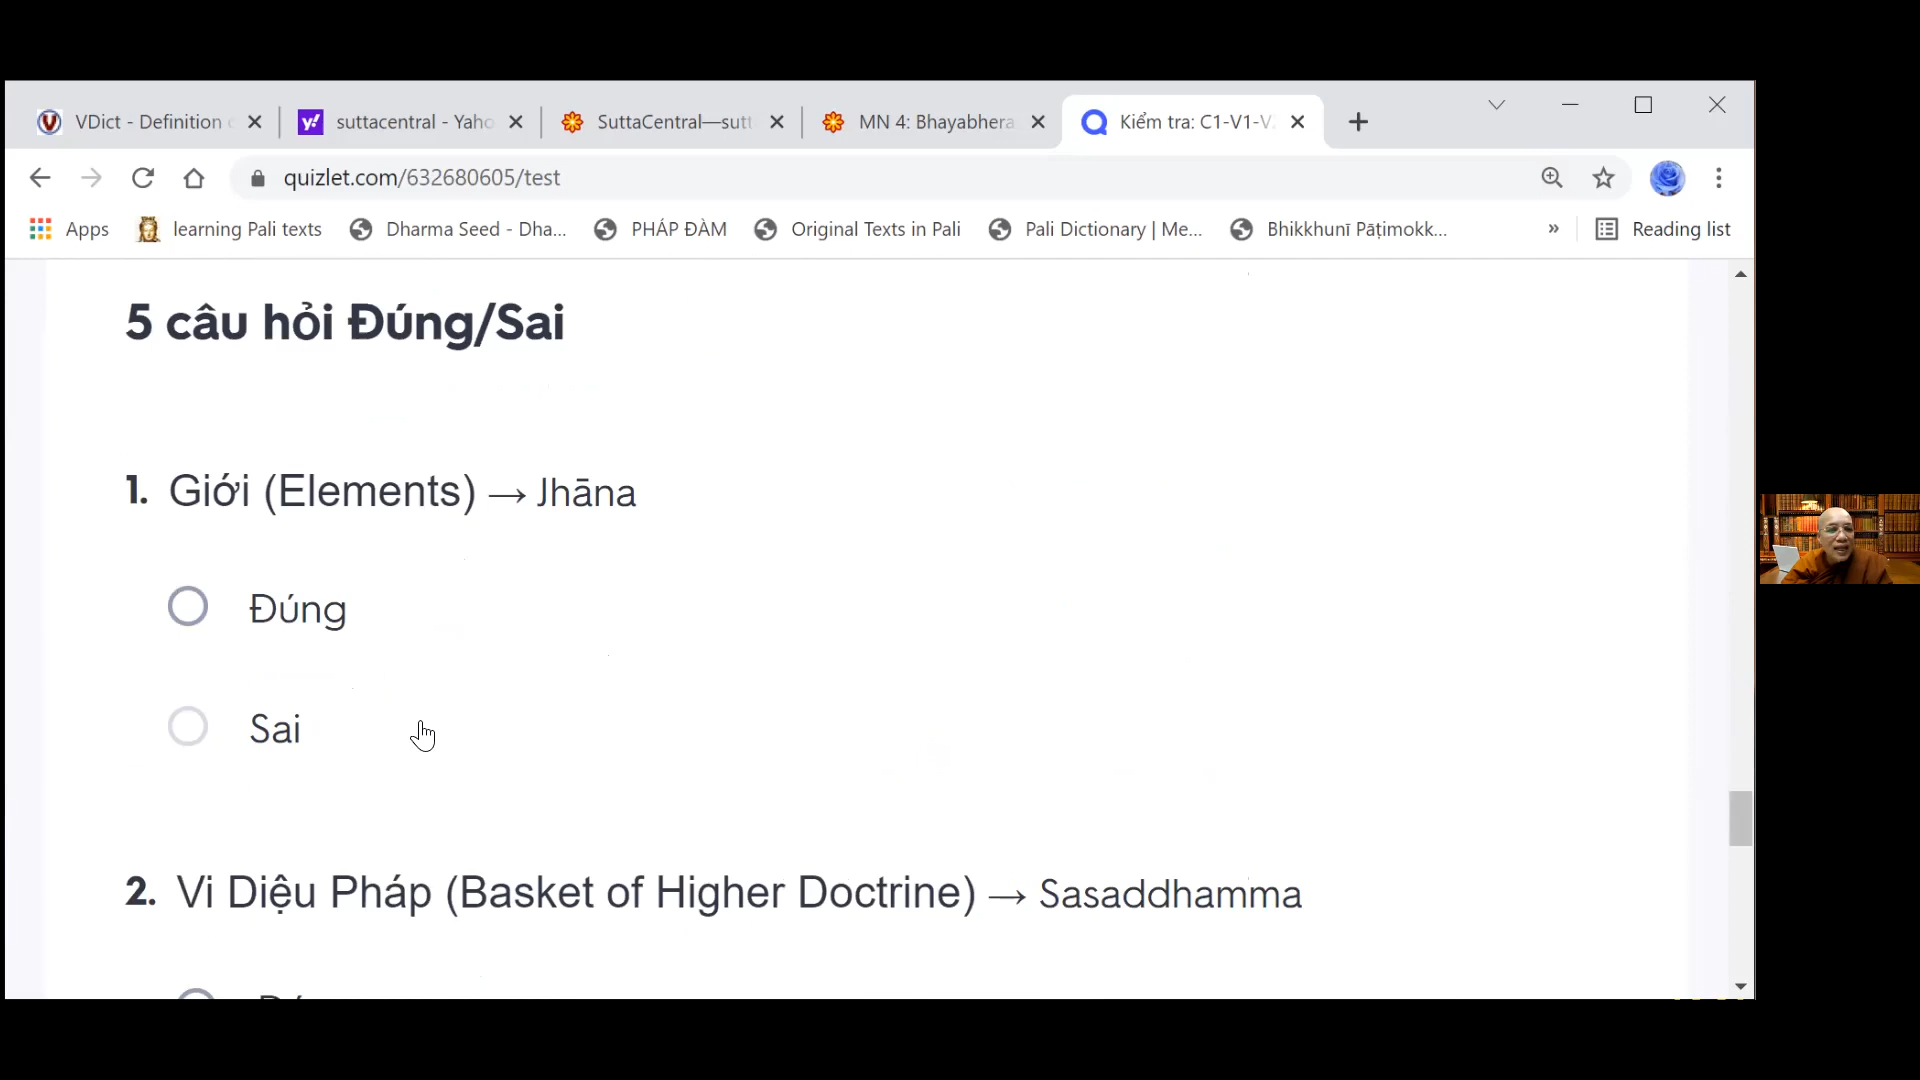 VDict - Definition
suttacentral - Yaho
SuttaCentral—sutt
MN 4: Bhayabhera
Kiểm tra: C1-V1-V
quizlet.com/632680605/test
Apps
learning Pali texts
Dharma Seed - Dha...
PHÁP ĐÀM
Original Texts in Pali
Pali Dictionary | Me...
Bhikkhunī Pāṭimokk...
»
Reading list
5 câu hỏi Đúng/Sai
1. Giới (Elements) → Jhāna
Đúng
Sai
2. Vi Diệu Pháp (Basket of Higher Doctrine) → Sasaddhamma